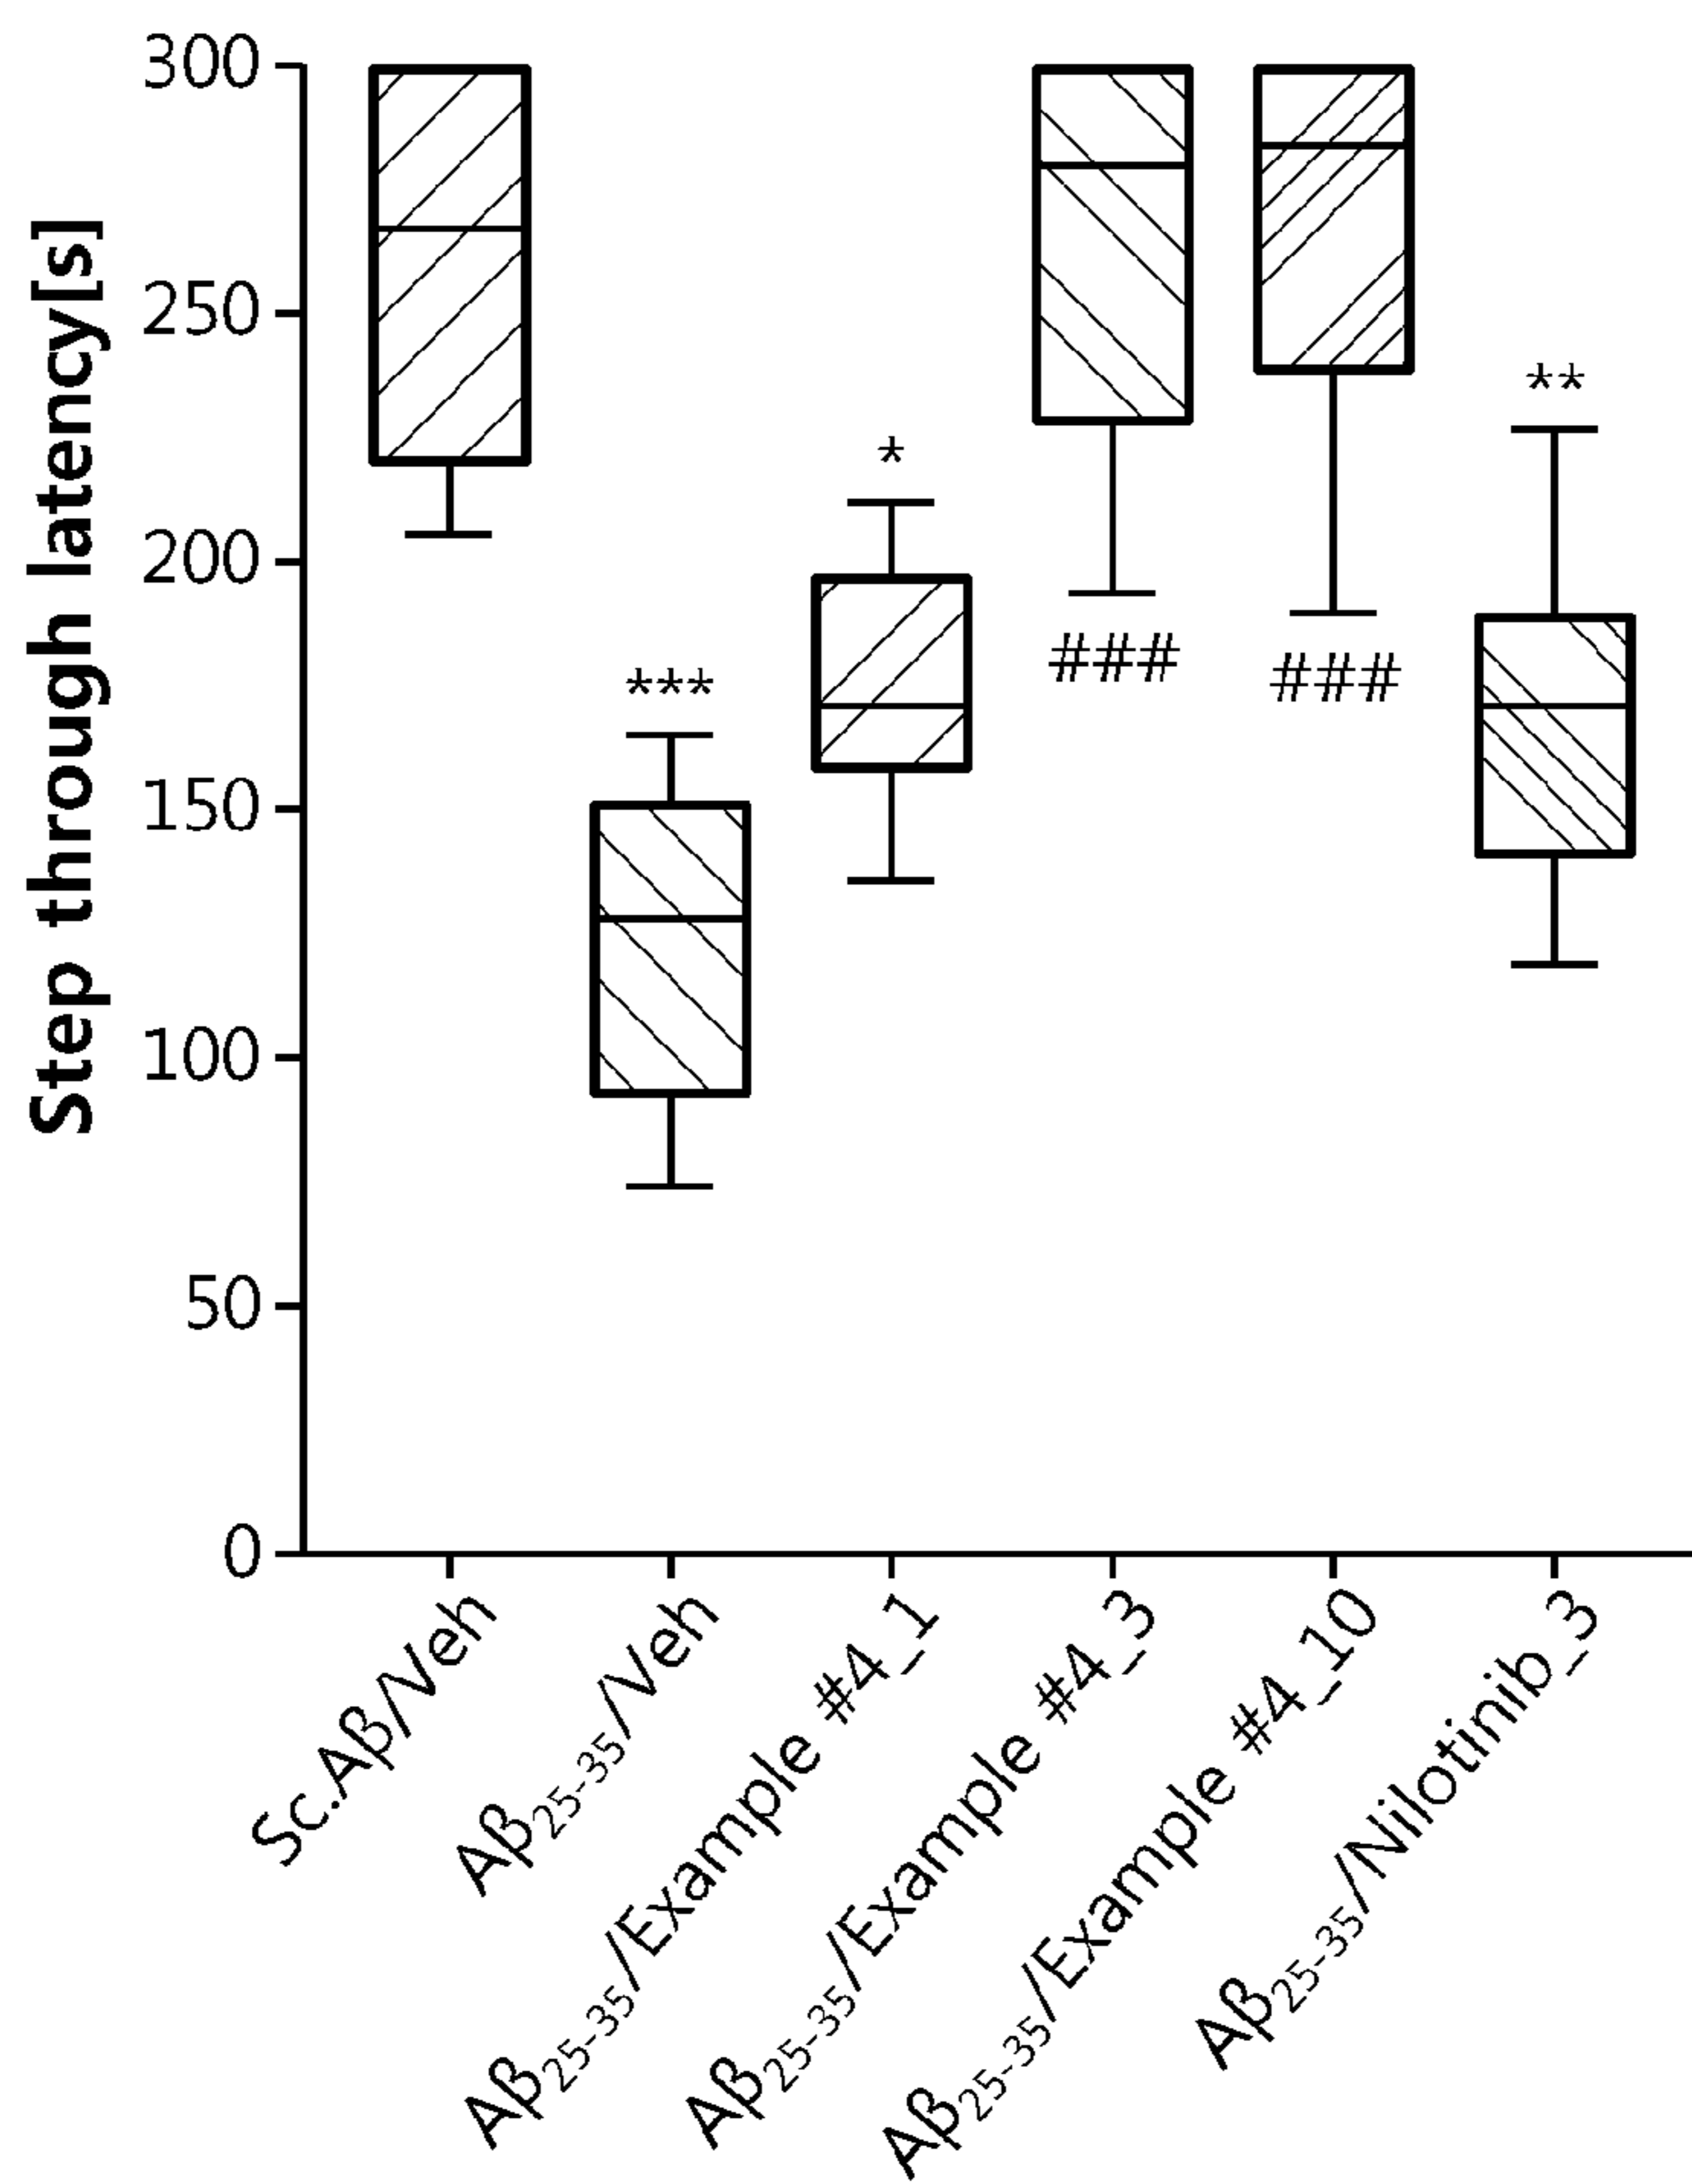 Step through latency[s]
300
250
200
150
100
50
0
***
*
###
###
**
Sc.Aβ/Veh
Aβ₂₅₋₃₅/Veh
Aβ₂₅₋₃₅/Example #4_1
Aβ₂₅₋₃₅/Example #4_3
Aβ₂₅₋₃₅/Example #4_10
Aβ₂₅₋₃₅/Nilotinib_3